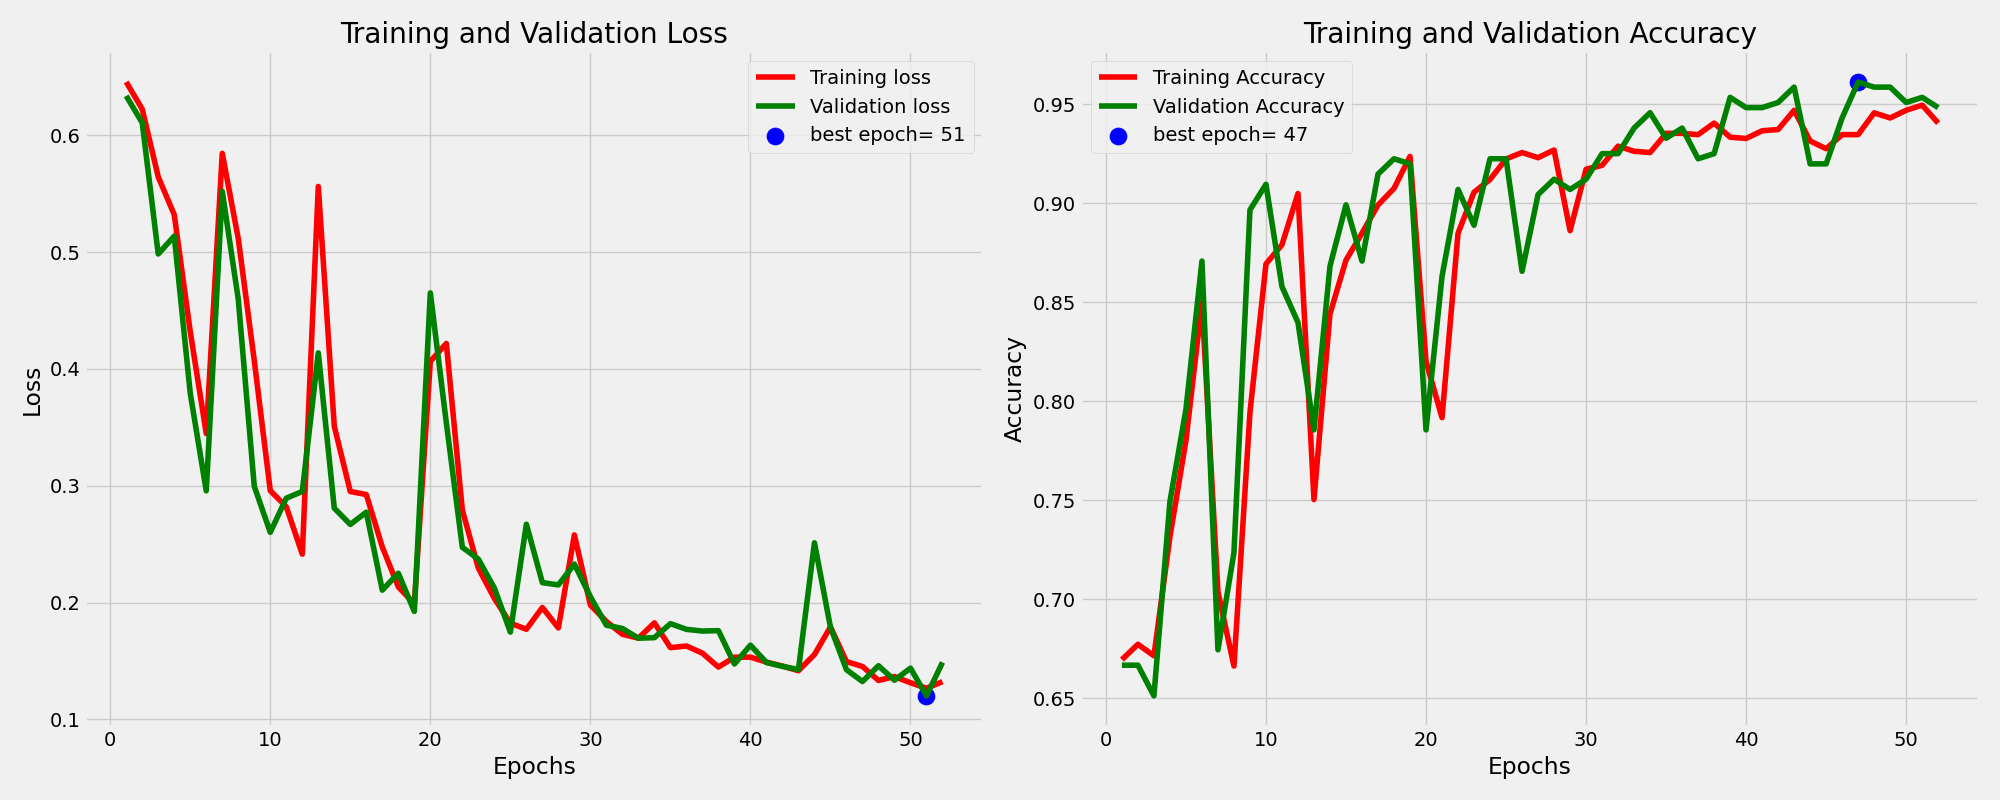 Training and Validation Loss
Training loss
Validation loss
best epoch= 51
0.6
0.5
0.4
0.3
0.2
0.1
Loss
0 10 20 30 40 50
Epochs
Training and Validation Accuracy
Training Accuracy
Validation Accuracy
best epoch= 47
0.95
0.90
0.85
0.80
0.75
0.70
0.65
Accuracy
0 10 20 30 40 50
Epochs